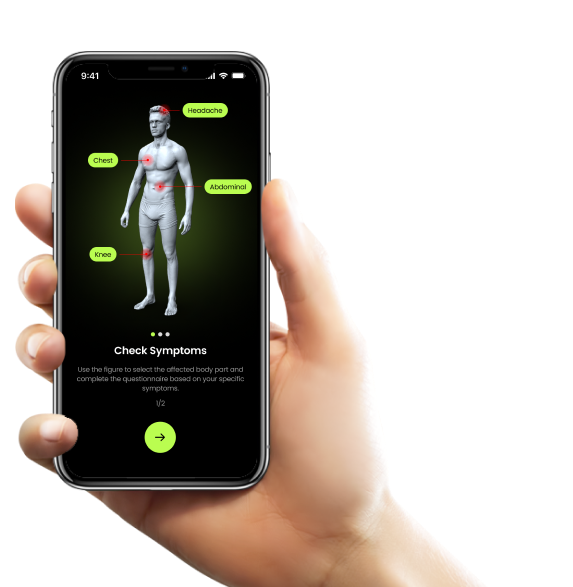 9:41
Headache
Chest
Abdominal
Knee
Check Symptoms
Use the figure to select the affected body part and
complete the questionnaire based on your specific
symptoms.
1/2